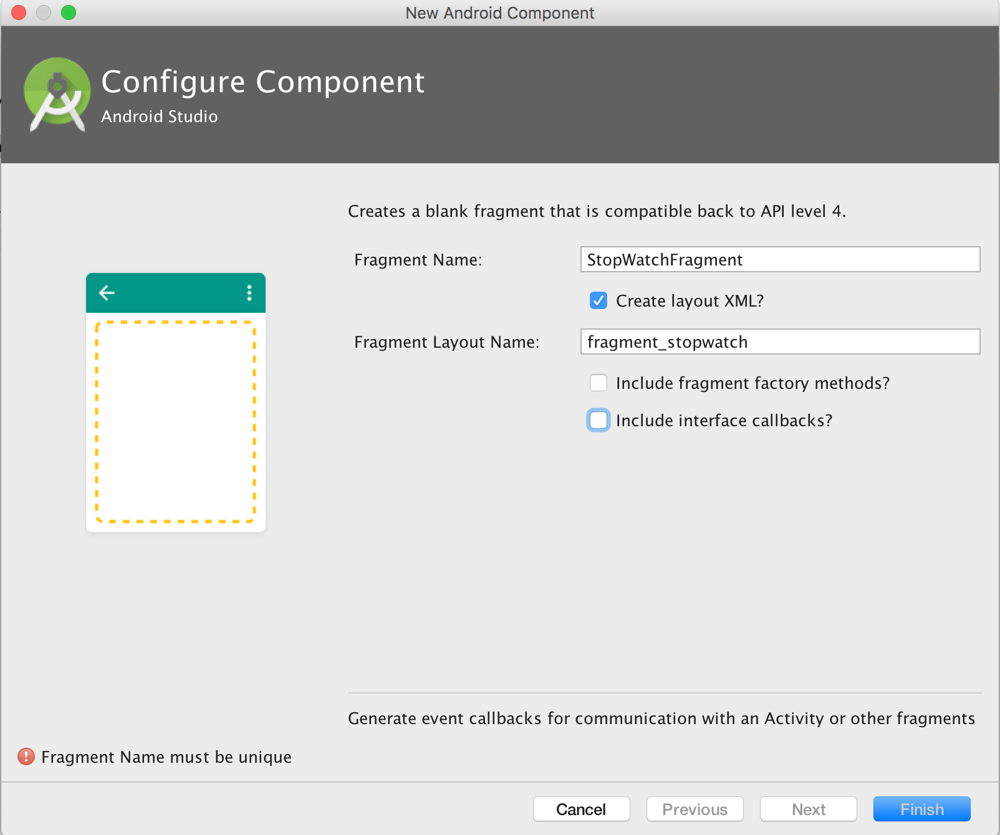 New Android Component
Configure Component
Android Studio
Creates a blank fragment that is compatible back to API level 4.
Fragment Name: StopWatchFragment
Create layout XML?
Fragment Layout Name: fragment_stopwatch
Include fragment factory methods?
Include interface callbacks?
Generate event callbacks for communication with an Activity or other fragments
Fragment Name must be unique
Cancel Previous Next Finish